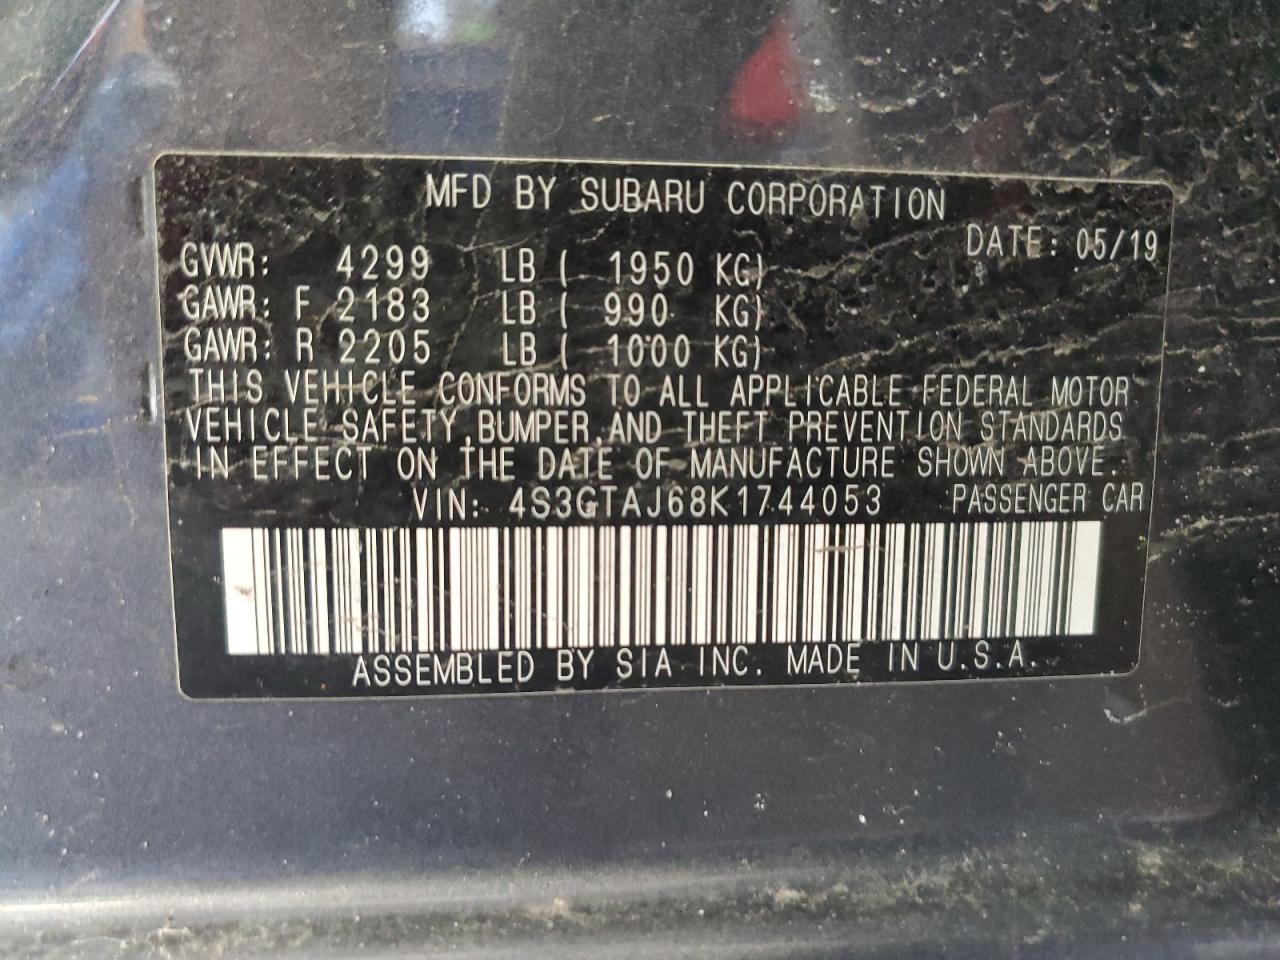 MFD BY SUBARU CORPORATION
DATE: 05/19
GVWR: 4299 LB ( 1950 KG)
GAWR: F 2183 LB ( 990 KG)
GAWR: R 2205 LB ( 1000 KG)
THIS VEHICLE CONFORMS TO ALL APPLICABLE FEDERAL MOTOR
VEHICLE SAFETY, BUMPER, AND THEFT PREVENTION STANDARDS
IN EFFECT ON THE DATE OF MANUFACTURE SHOWN ABOVE.
VIN: 4S3GTAJ68K1744053 PASSENGER CAR
ASSEMBLED BY SIA INC. MADE IN U.S.A.